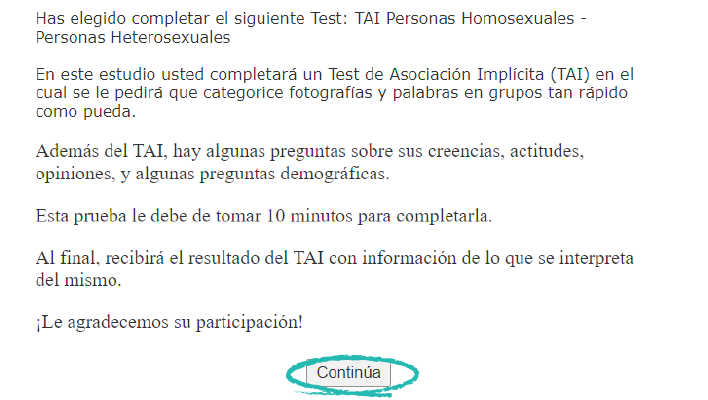 Has elegido completar el siguiente Test: TAI Personas Homosexuales -
Personas Heterosexuales
En este estudio usted completará un Test de Asociación Implícita (TAI) en el
cual se le pedirá que categorice fotografías y palabras en grupos tan rápido
como pueda.
Además del TAI, hay algunas preguntas sobre sus creencias, actitudes,
opiniones, y algunas preguntas demográficas.
Esta prueba le debe de tomar 10 minutos para completarla.
Al final, recibirá el resultado del TAI con información de lo que se interpreta
del mismo.
¡Le agradecemos su participación!
Continúa